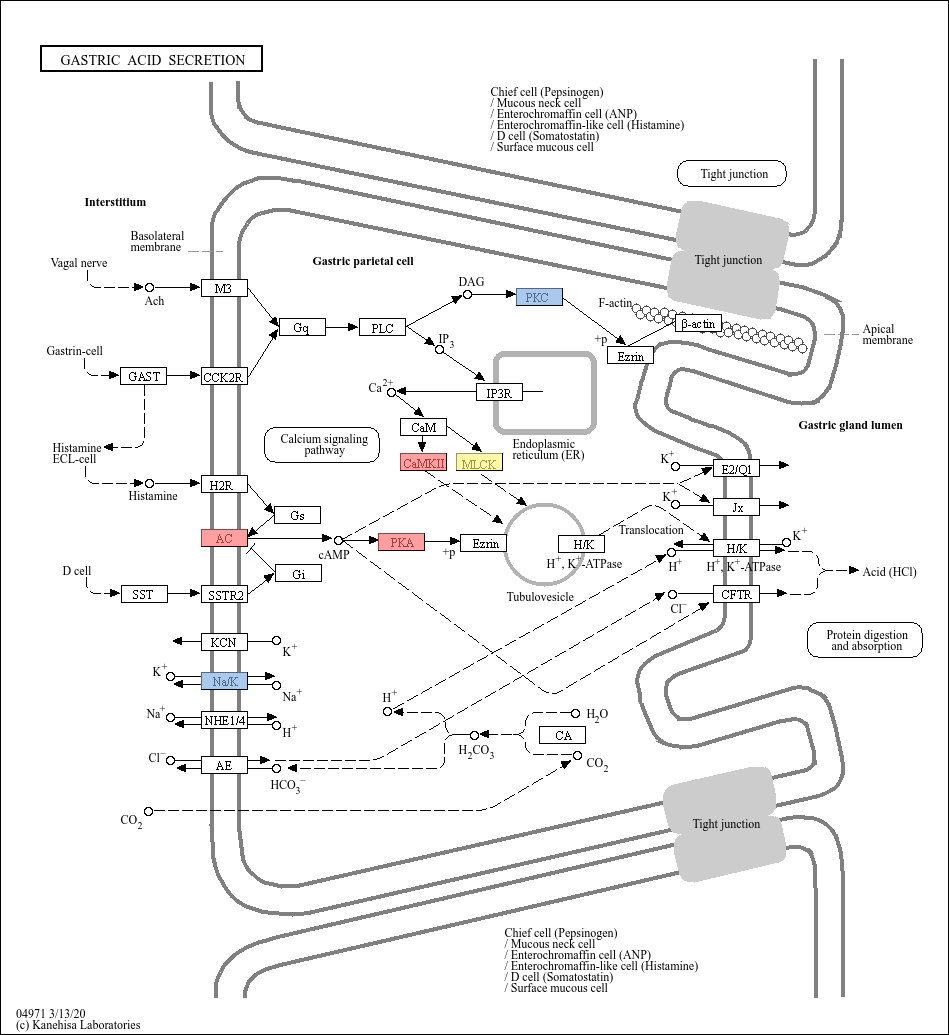 GASTRIC ACID SECRETION
Chief cell (Pepsinogen)
/ Mucous neck cell
/ Enterochromaffin cell (ANP)
/ Enterochromaffin-like cell (Histamine)
/ D cell (Somatostatin)
/ Surface mucous cell
Tight junction
Interstitium
Basolateral
membrane
Gastric parietal cell
Tight junction
Vagal nerve
Ach
M3
Gq
PLC
DAG
PKC
IP3
F-actin
β-actin
+p
Ezrin
Apical
membrane
Gastrin-cell
GAST
CCK2R
Ca2+
IP3R
Endoplasmic
reticulum (ER)
CaM
CaMKII
MLCK
Calcium signaling
pathway
Gastric gland lumen
Histamine
ECL-cell
Histamine
H2R
Gs
AC
cAMP
PKA
+p
Ezrin
Gi
H/K
H+, K+-ATPase
Tubulovesicle
Translocation
K+
E2/Q1
K+
Jx
H/K
K+
H+
H+, K+-ATPase
Acid (HCl)
Cl−
CFTR
D cell
SST
SSTR2
KCN
K+
K+
Na/K
Na+
Na+
NHE1/4
H+
Cl−
AE
HCO3−
Protein digestion
and absorption
H+
H2O
H2CO3
CA
CO2
CO2
Tight junction
Chief cell (Pepsinogen)
/ Mucous neck cell
/ Enterochromaffin cell (ANP)
/ Enterochromaffin-like cell (Histamine)
/ D cell (Somatostatin)
/ Surface mucous cell
04971 3/13/20
(c) Kanehisa Laboratories